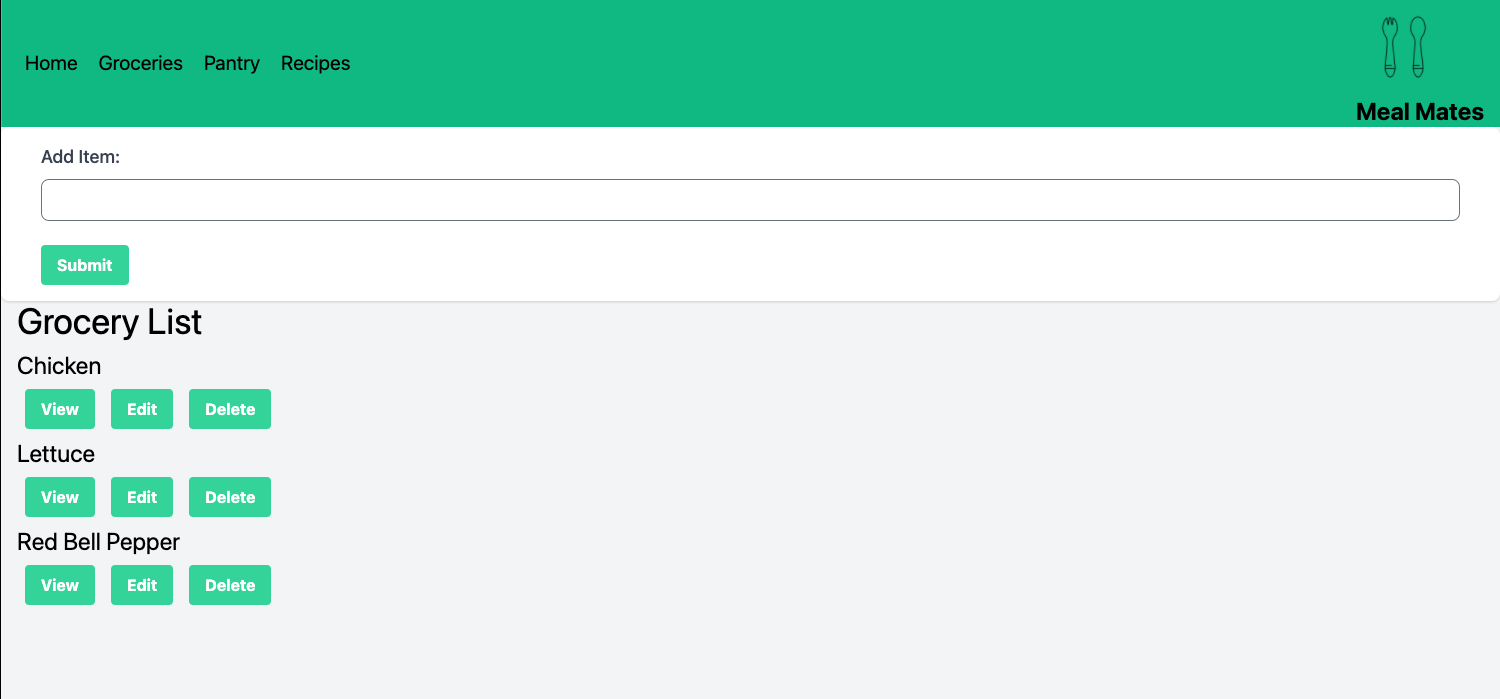 Home Groceries Pantry Recipes
Meal Mates
Add Item:
Submit
Grocery List
Chicken
View Edit Delete
Lettuce
View Edit Delete
Red Bell Pepper
View Edit Delete